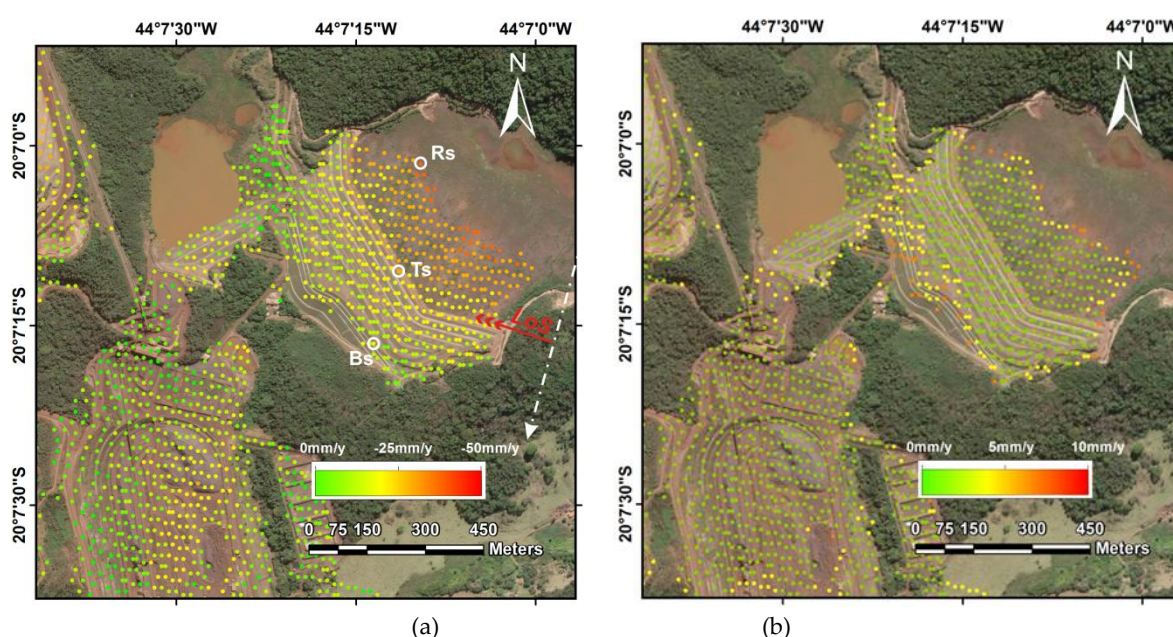 44°7'30"W 44°7'15"W 44°7'0"W
20°7'0"S
20°7'15"S
20°7'30"S
N
Rs
Ts
Bs
LOS
0mm/y -25mm/y -50mm/y
0 75 150 300 450
Meters
(a)
44°7'30"W 44°7'15"W 44°7'0"W
20°7'0"S
20°7'15"S
20°7'30"S
N
0mm/y 5mm/y 10mm/y
0 75 150 300 450
Meters
(b)